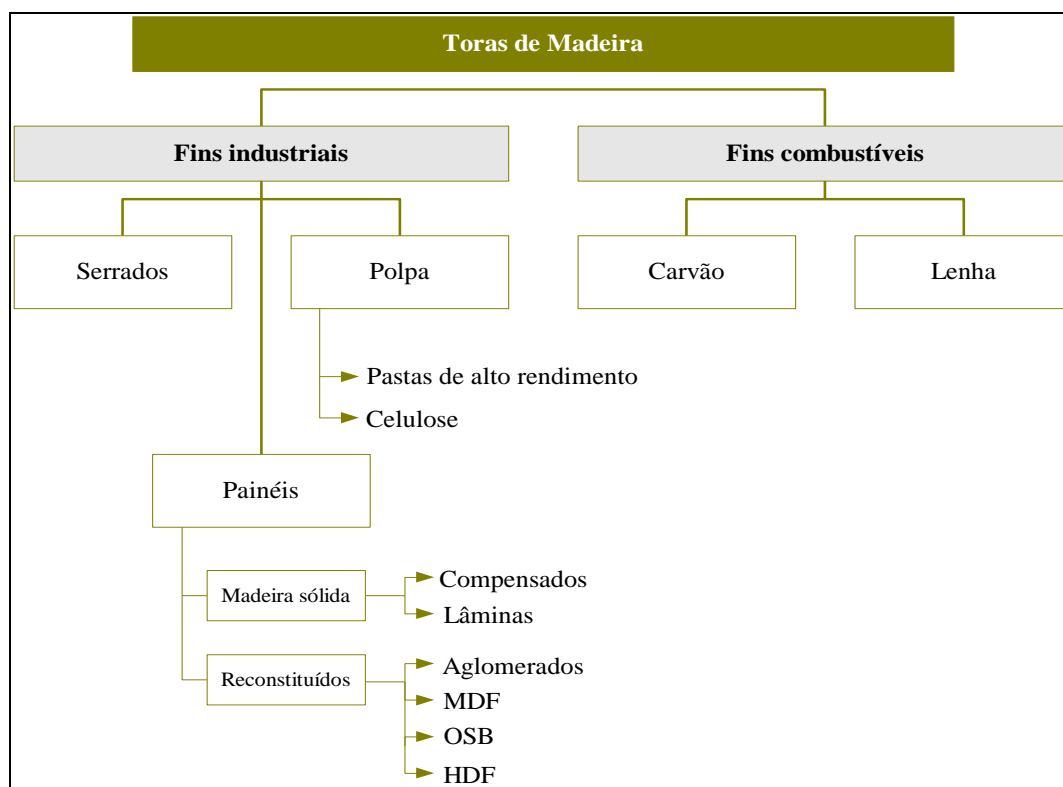 Toras de Madeira
Fins industriais
Fins combustíveis
Serrados
Polpa
Carvão
Lenha
Pastas de alto rendimento
Celulose
Painéis
Madeira sólida
Compensados
Lâminas
Reconstituídos
Aglomerados
MDF
OSB
HDF